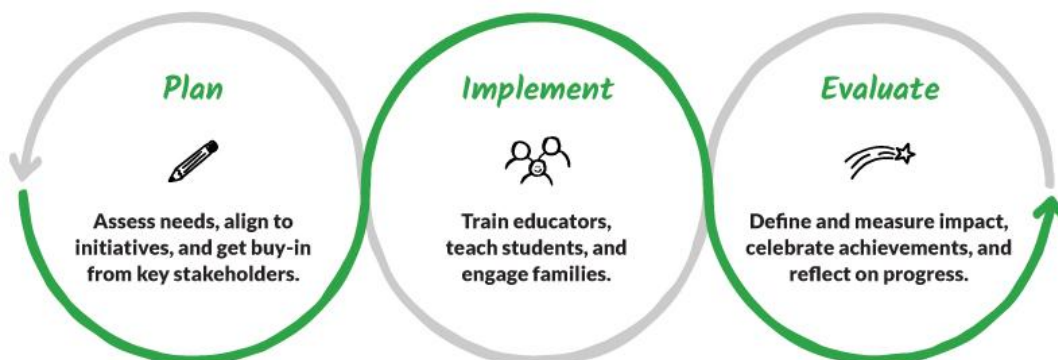 Plan
Assess needs, align to
initiatives, and get buy-in
from key stakeholders.
Implement
Train educators,
teach students, and
engage families.
Evaluate
Define and measure impact,
celebrate achievements, and
reflect on progress.